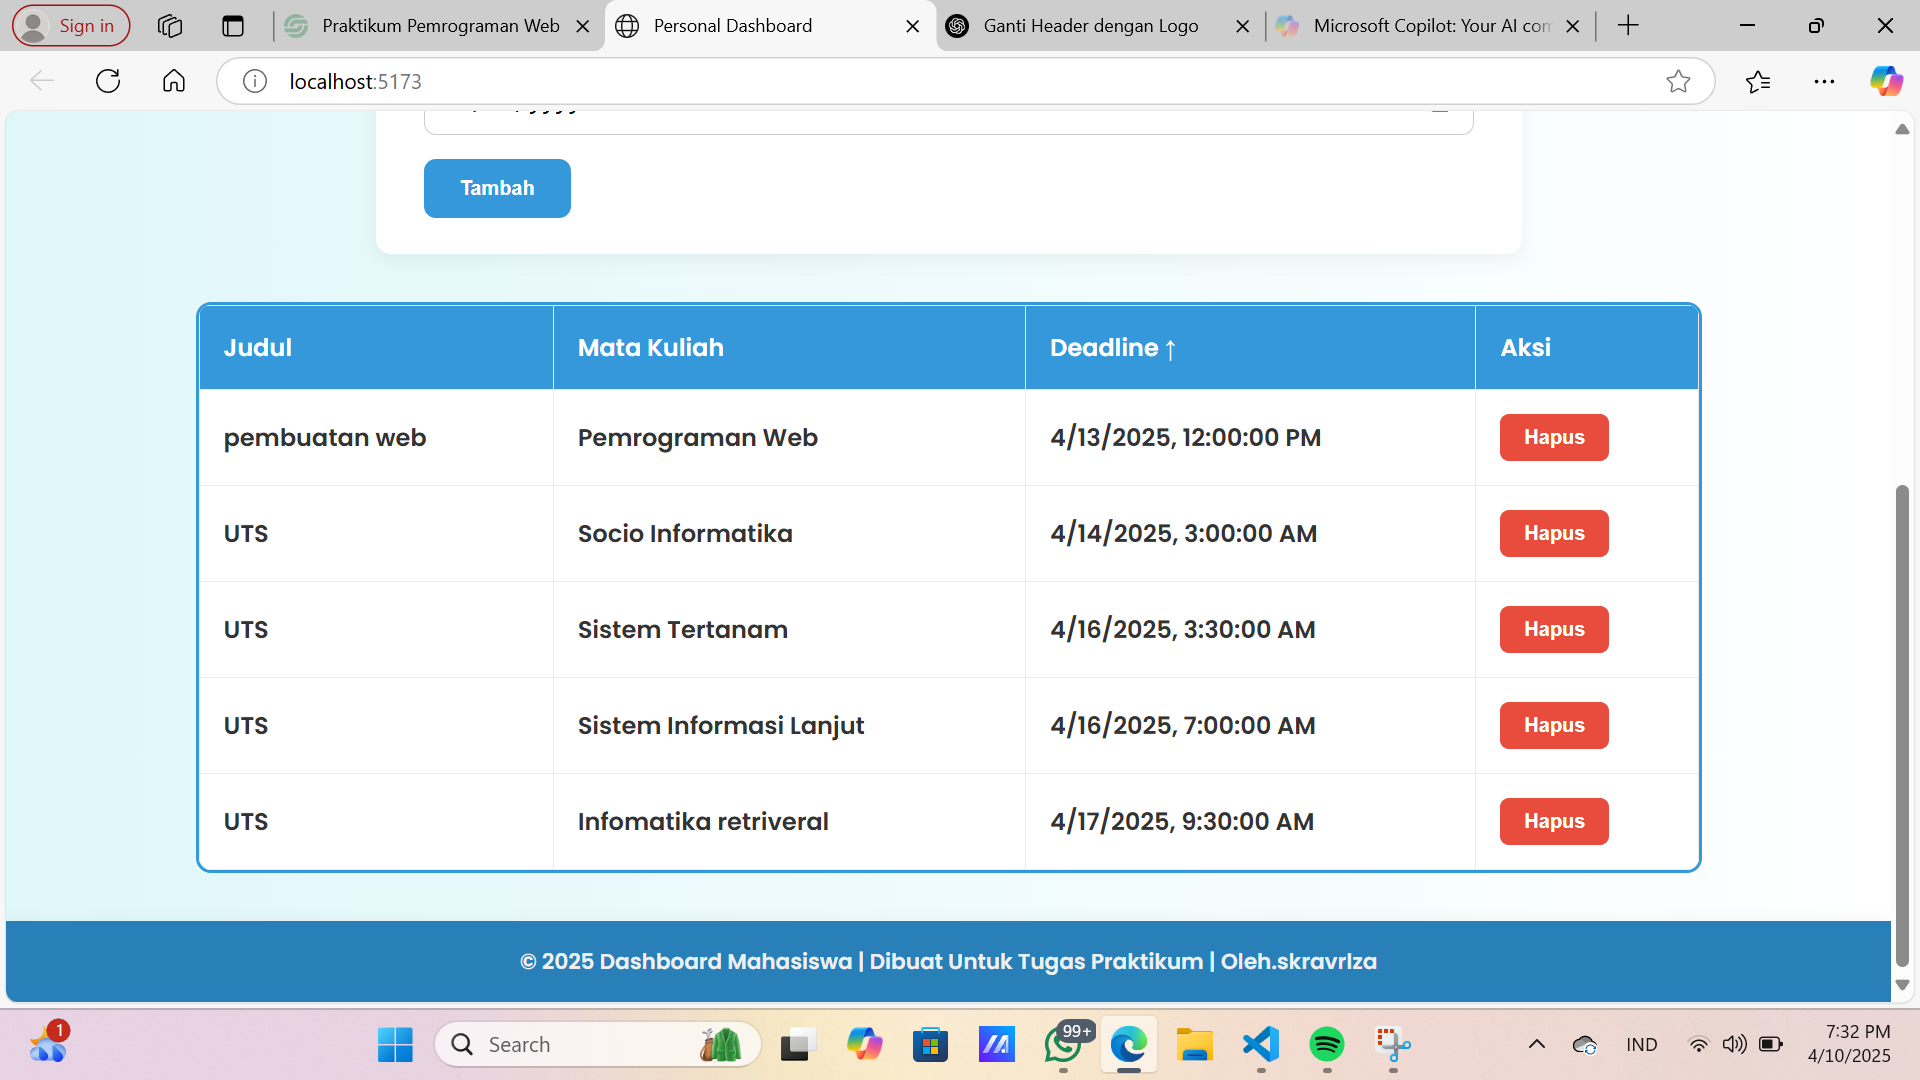 Sign in
Praktikum Pemrograman Web
Personal Dashboard
Ganti Header dengan Logo
Microsoft Copilot: Your AI com
localhost:5173
Tambah
Judul Mata Kuliah Deadline ↑ Aksi
pembuatan web Pemrograman Web 4/13/2025, 12:00:00 PM Hapus
UTS Socio Informatika 4/14/2025, 3:00:00 AM Hapus
UTS Sistem Tertanam 4/16/2025, 3:30:00 AM Hapus
UTS Sistem Informasi Lanjut 4/16/2025, 7:00:00 AM Hapus
UTS Infomatika retriveral 4/17/2025, 9:30:00 AM Hapus
© 2025 Dashboard Mahasiswa | Dibuat Untuk Tugas Praktikum | Oleh.skravrlza
1
Search
99+
IND
7:32 PM
4/10/2025